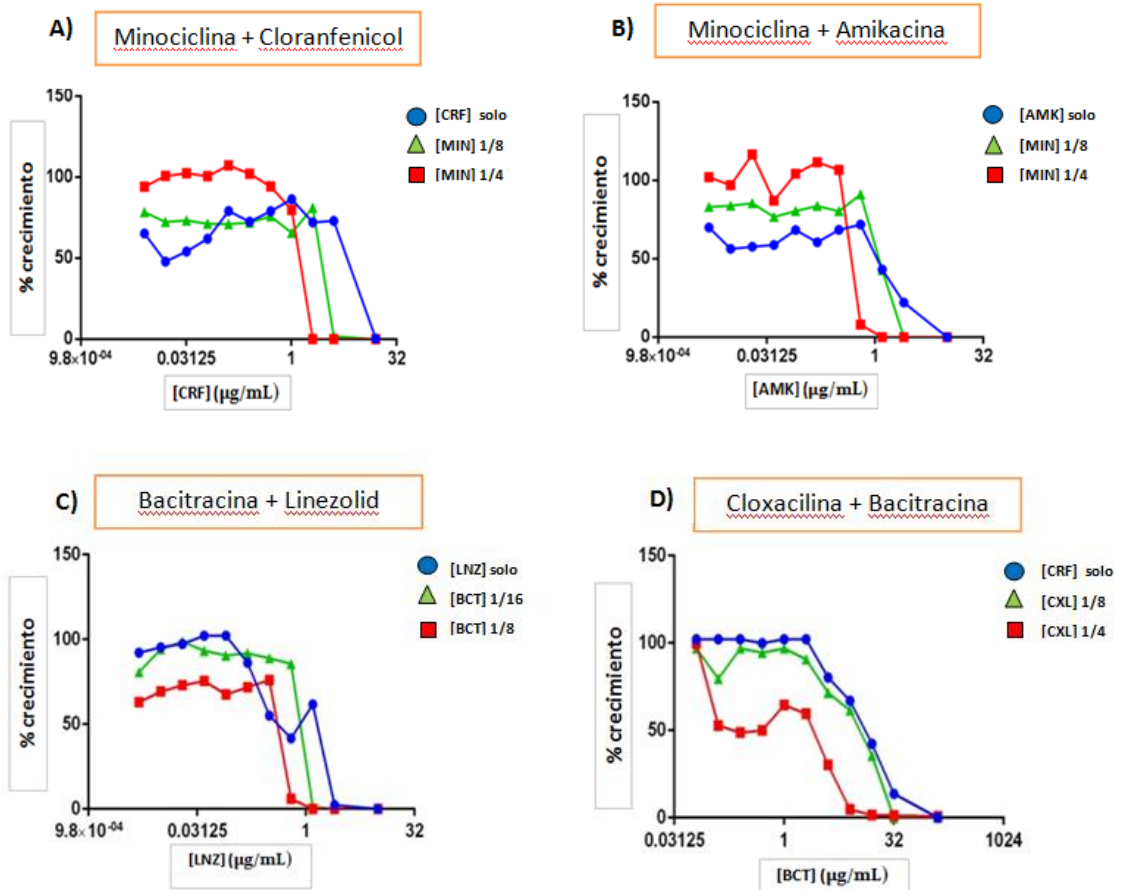 A)
Minociclina + Cloranfenicol
% crecimiento
150
100
50
0
9.8×10⁻⁰⁴
0.03125
1
32
[CRF] (µg/mL)
[CRF] solo
[MIN] 1/8
[MIN] 1/4
B)
Minociclina + Amikacina
% crecimiento
150
100
50
0
9.8×10⁻⁰⁴
0.03125
1
32
[AMK] (µg/mL)
[AMK] solo
[MIN] 1/8
[MIN] 1/4
C)
Bacitracina + Linezolid
% crecimiento
150
100
50
0
9.8×10⁻⁰⁴
0.03125
1
32
[LNZ] (µg/mL)
[LNZ] solo
[BCT] 1/16
[BCT] 1/8
D)
Cloxacilina + Bacitracina
% crecimiento
150
100
50
0
0.03125
1
32
1024
[BCT] (µg/mL)
[CRF] solo
[CXL] 1/8
[CXL] 1/4